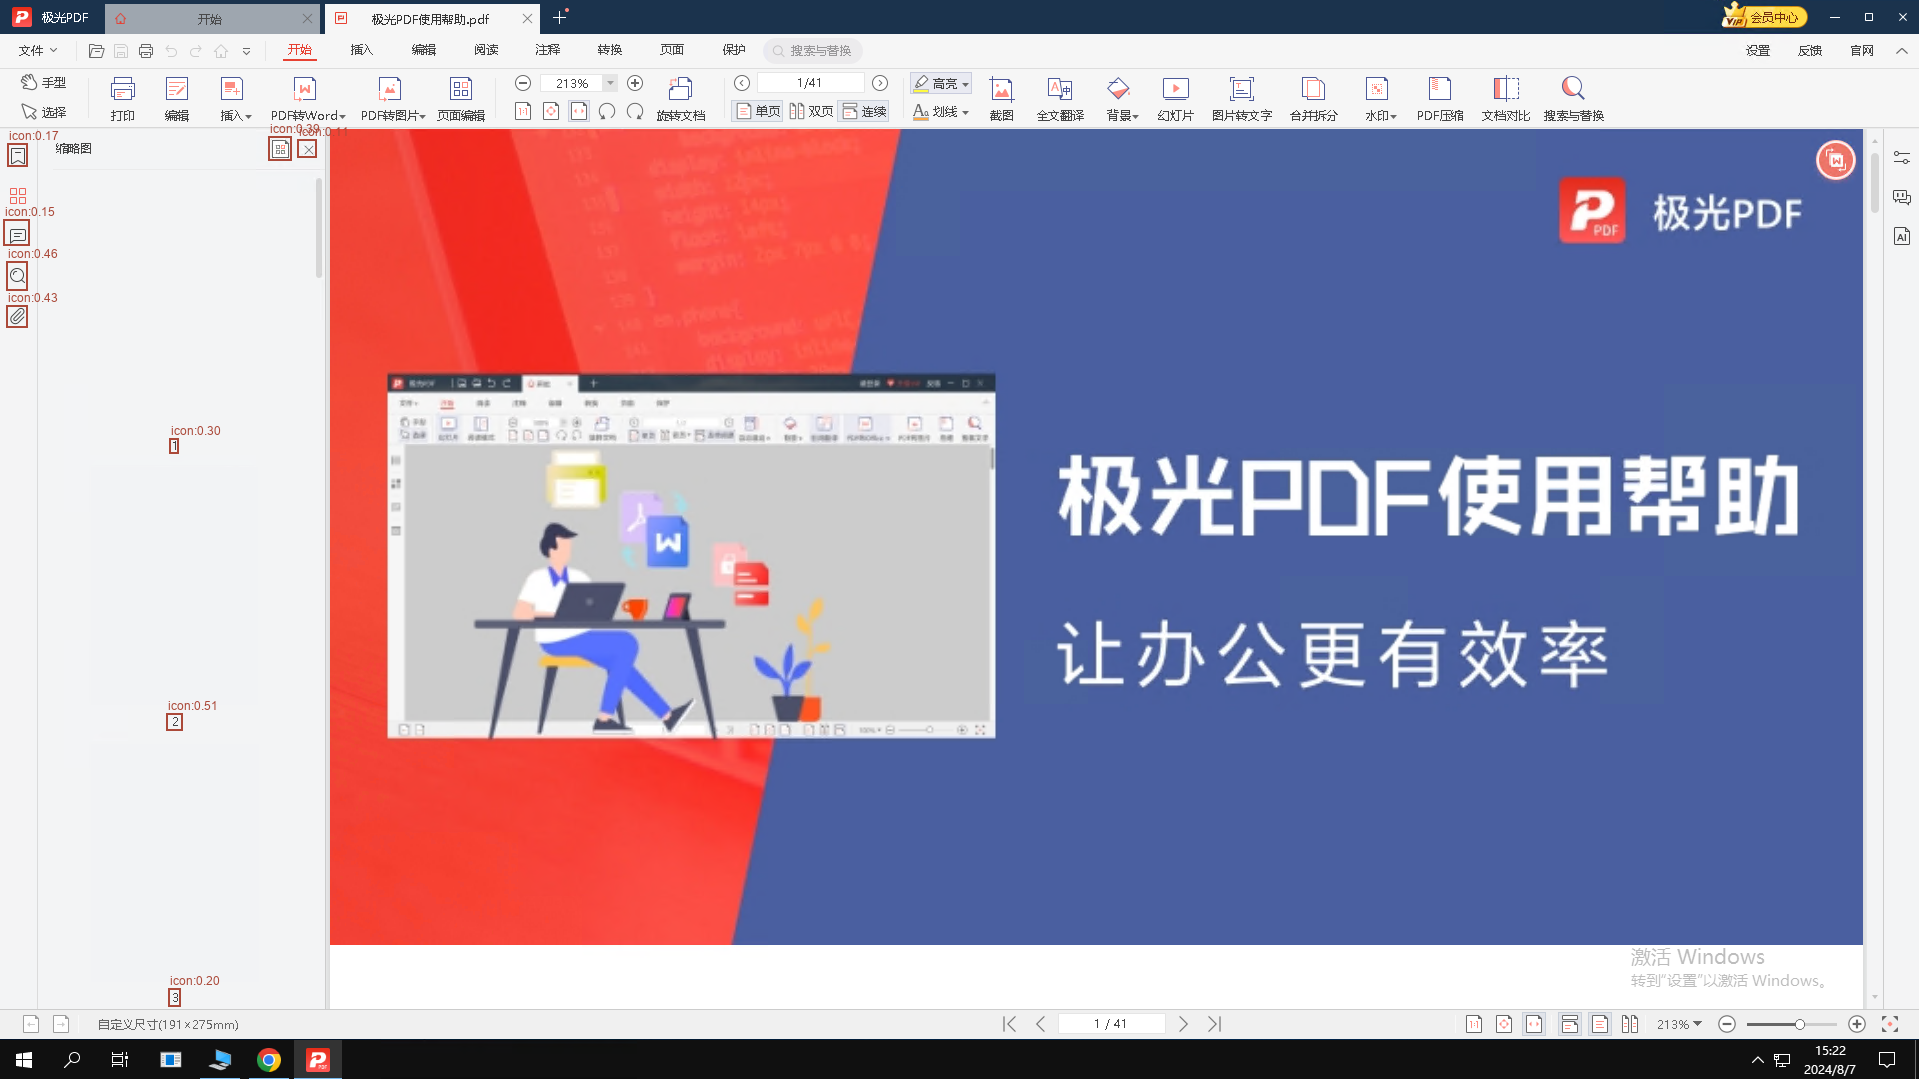 极光PDF
开始
极光PDF使用帮助.pdf
会员中心
文件
开始
插入
编辑
阅读
注释
转换
页面
保护
搜索与替换
设置
反馈
官网
手型
选择
打印
编辑
插入
PDF转Word
PDF转图片
页面编辑
213%
旋转文档
1/41
单页
双页
连续
高亮
划线
截图
全文翻译
背景
幻灯片
图片转文字
合并拆分
水印
PDF压缩
文档对比
搜索与替换
icon:0.17
icon:0.39
icon:0.11
缩略图
icon:0.15
icon:0.46
icon:0.43
icon:0.30
1
icon:0.51
2
icon:0.20
3
极光PDF
极光PDF使用帮助
让办公更有效率
激活 Windows
转到"设置"以激活 Windows。
自定义尺寸(191×275mm)
1 / 41
213%
15:22
2024/8/7